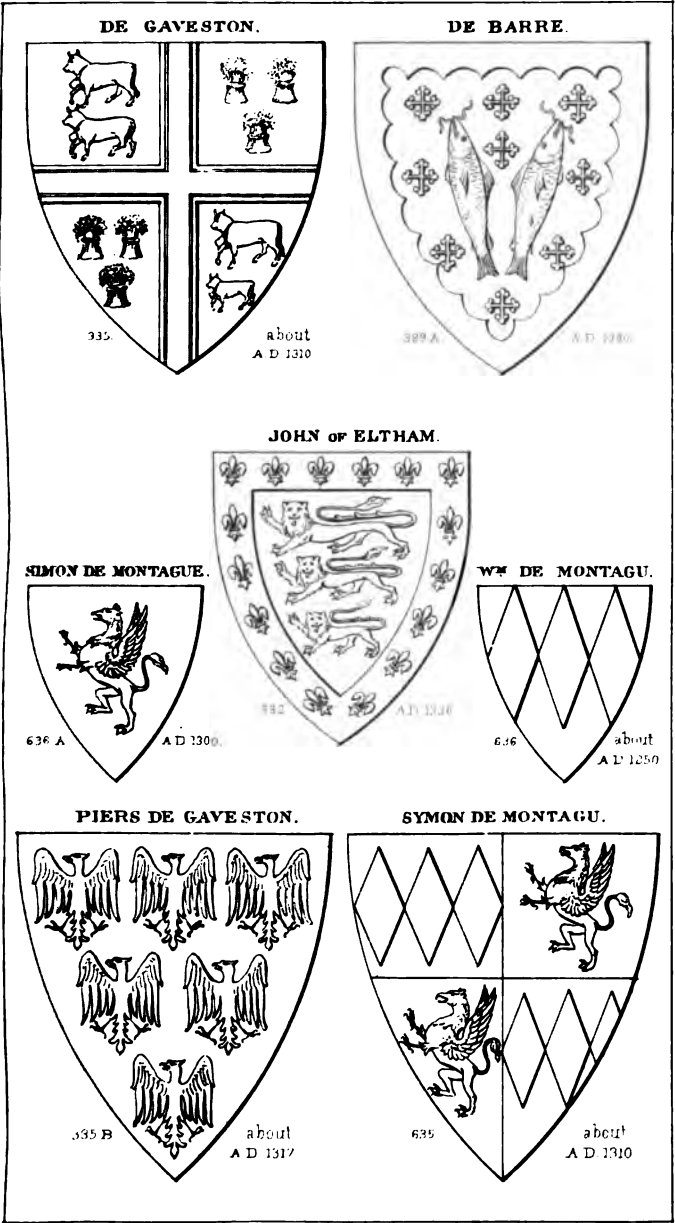 DE GAVESTON.
DE BARRE.
335.
about
A D 1310
389 A.
A D
JOHN OF ELTHAM.
SIMON DE MONTAGUE.
Wᴹ DE MONTAGU.
636 A
A D 1300.
A.D.
636
about
A D 1250
PIERS DE GAVESTON.
SYMON DE MONTAGU.
335 B
about
A D 1317
635
about
A D. 1310